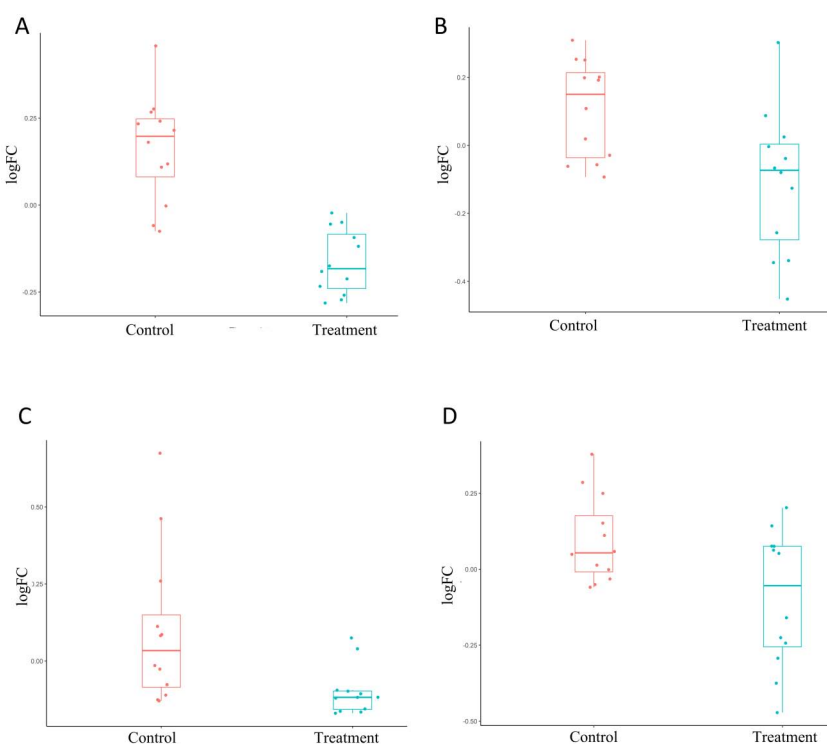 A
B
logFC
0.25
0.00
-0.25
Control
Treatment
logFC
0.2
0.0
-0.2
-0.4
Control
Treatment
C
D
logFC
0.50
0.25
0.00
Control
Treatment
logFC
0.25
0.00
-0.25
-0.50
Control
Treatment